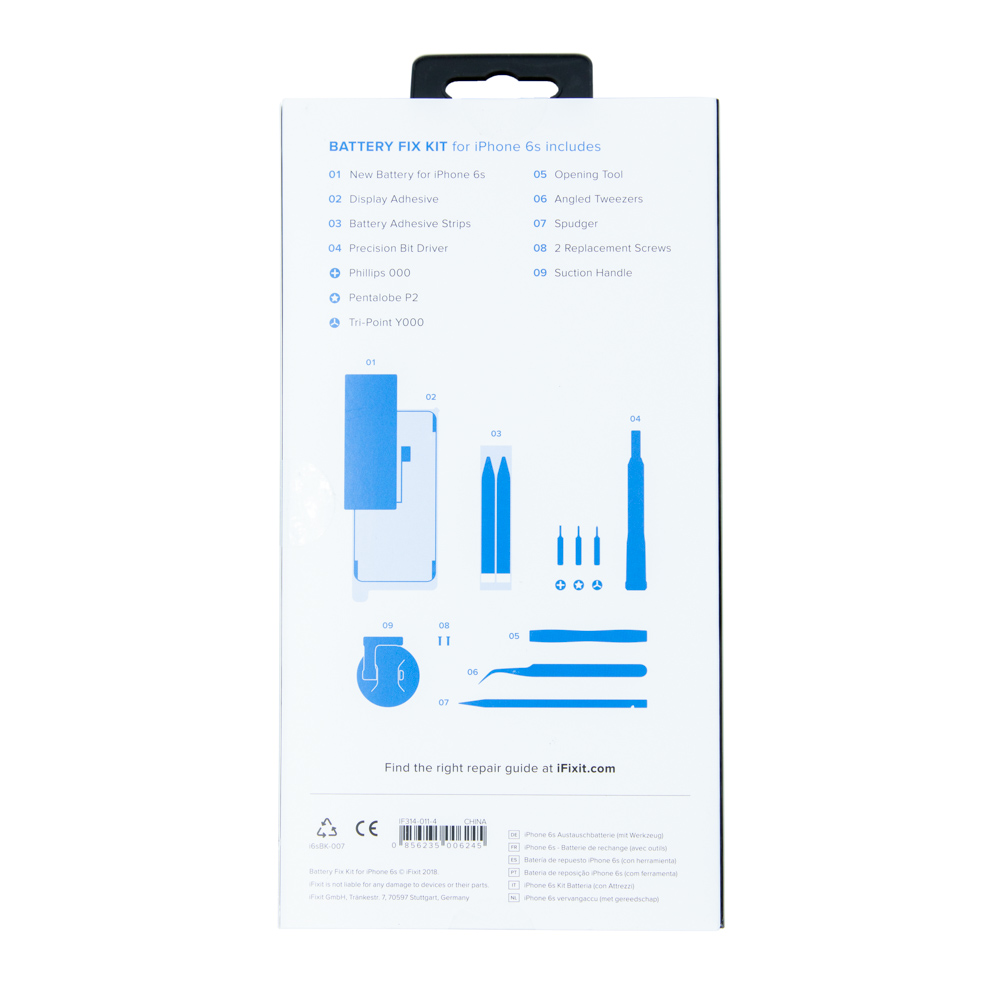 BATTERY FIX KIT for iPhone 6s includes
01 New Battery for iPhone 6s
02 Display Adhesive
03 Battery Adhesive Strips
04 Precision Bit Driver
Phillips 000
Pentalobe P2
Tri-Point Y000
05 Opening Tool
06 Angled Tweezers
07 Spudger
08 2 Replacement Screws
09 Suction Handle
01
02
03
04
09
08
05
06
07
Find the right repair guide at iFixit.com
i6sBK-007
CE
IF314-011-4 CHINA
0 856235 006245
Battery Fix Kit for iPhone 6s © iFixit 2018
iFixit is not liable for any damage to devices or their parts.
iFixit GmbH, Tränkestr. 7, 70597 Stuttgart, Germany
DE iPhone 6s Austauschbatterie (mit Werkzeug)
FR iPhone 6s - Batterie de rechange (avec outils)
ES Batería de repuesto iPhone 6s (con herramienta)
PT Bateria de reposição iPhone 6s (com ferramenta)
IT iPhone 6s Kit Batteria (con Attrezzi)
NL iPhone 6s vervangaccu (met gereedschap)